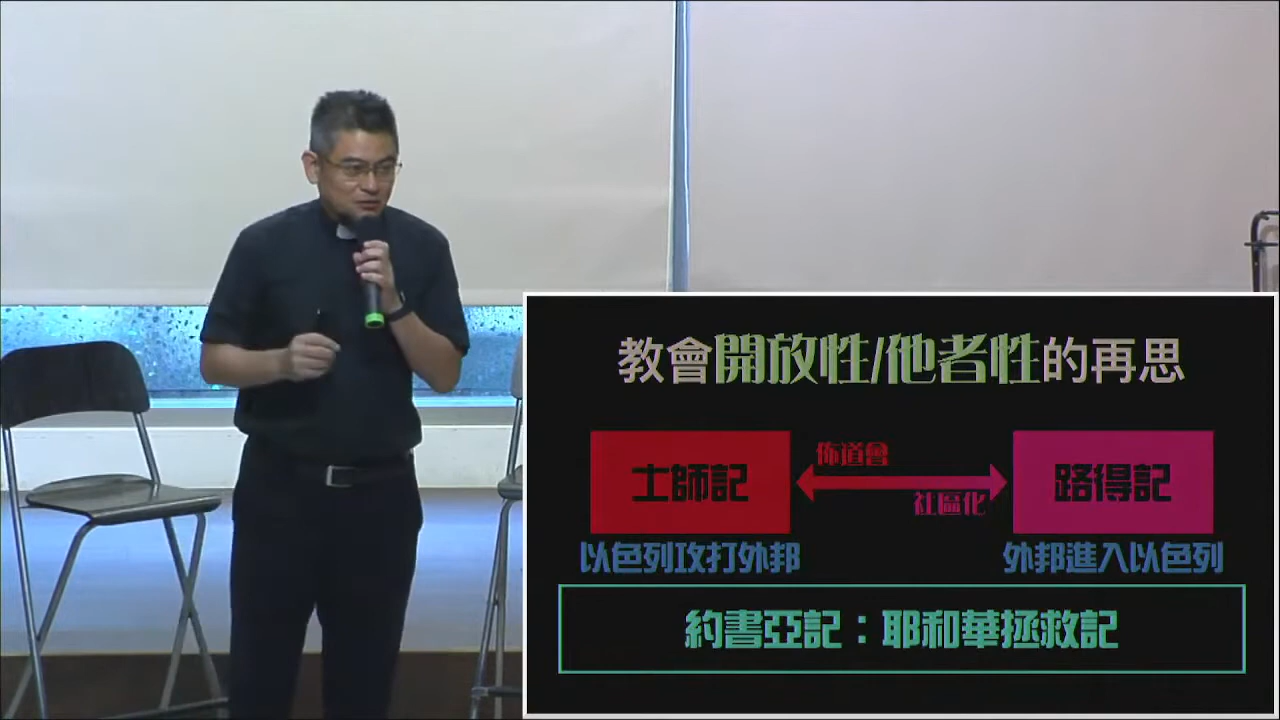 教會開放性/他者性的再思
士師記
佈道會
社區化
路得記
以色列攻打外邦
外邦進入以色列
約書亞記：耶和華拯救記